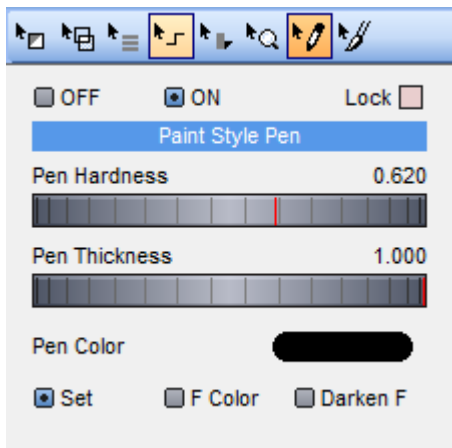 OFF ON Lock
Paint Style Pen
Pen Hardness 0.620
Pen Thickness 1.000
Pen Color
Set F Color Darken F